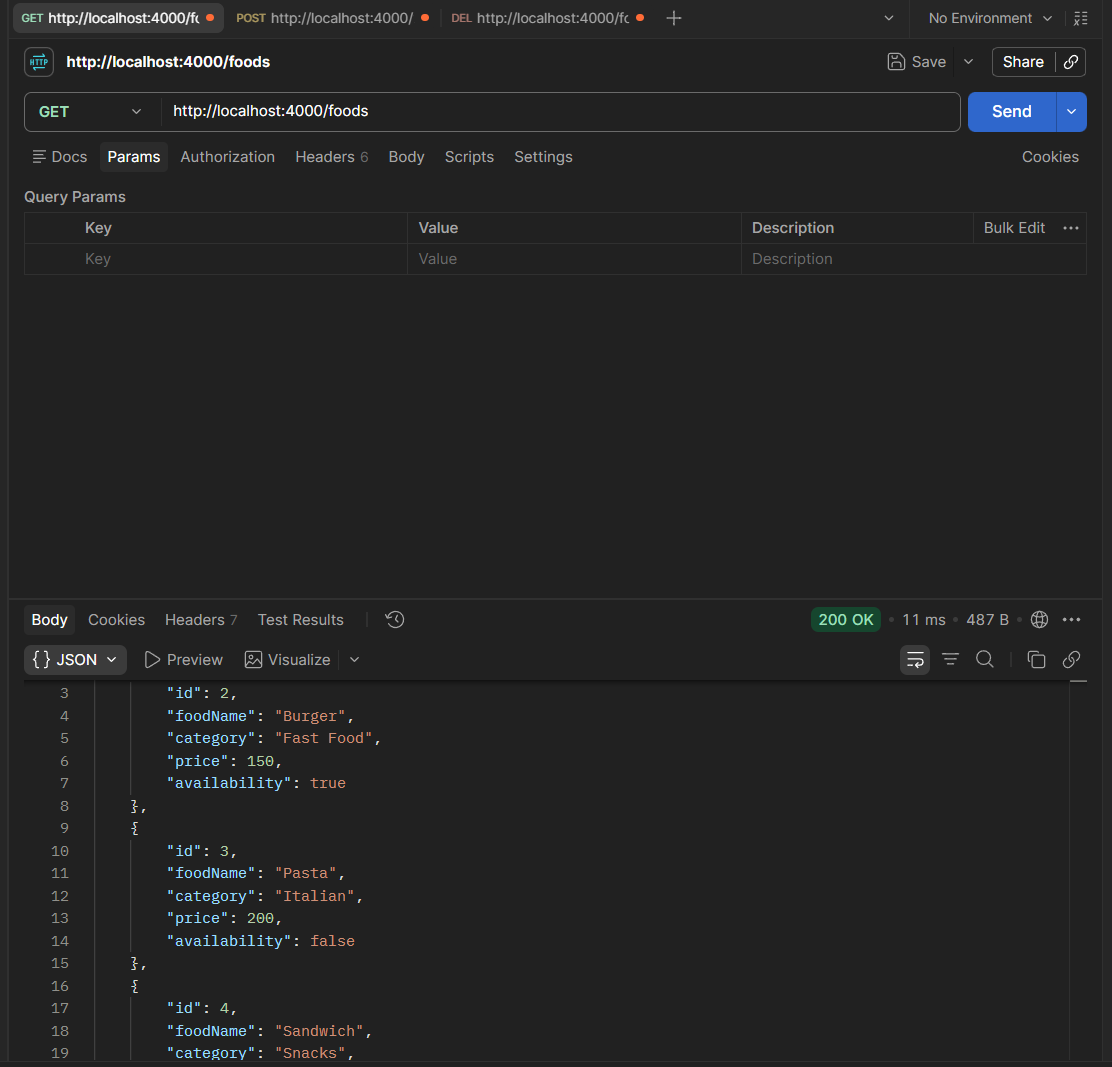 GET http://localhost:4000/fo POST http://localhost:4000/ DEL http://localhost:4000/fo No Environment
HTTP http://localhost:4000/foods Save Share
GET http://localhost:4000/foods Send
Docs Params Authorization Headers 6 Body Scripts Settings Cookies
Query Params
Key Value Description Bulk Edit
Key Value Description
Body Cookies Headers 7 Test Results 200 OK • 11 ms • 487 B •
{} JSON Preview Visualize
3 "id": 2,
4 "foodName": "Burger",
5 "category": "Fast Food",
6 "price": 150,
7 "availability": true
8 },
9 {
10 "id": 3,
11 "foodName": "Pasta",
12 "category": "Italian",
13 "price": 200,
14 "availability": false
15 },
16 {
17 "id": 4,
18 "foodName": "Sandwich",
19 "category": "Snacks",